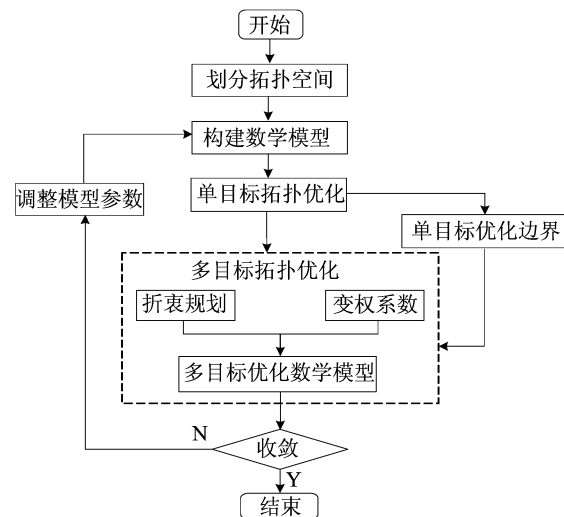 开始
划分拓扑空间
构建数学模型
调整模型参数
单目标拓扑优化
单目标优化边界
多目标拓扑优化
折衷规划
变权系数
多目标优化数学模型
N
收敛
Y
结束